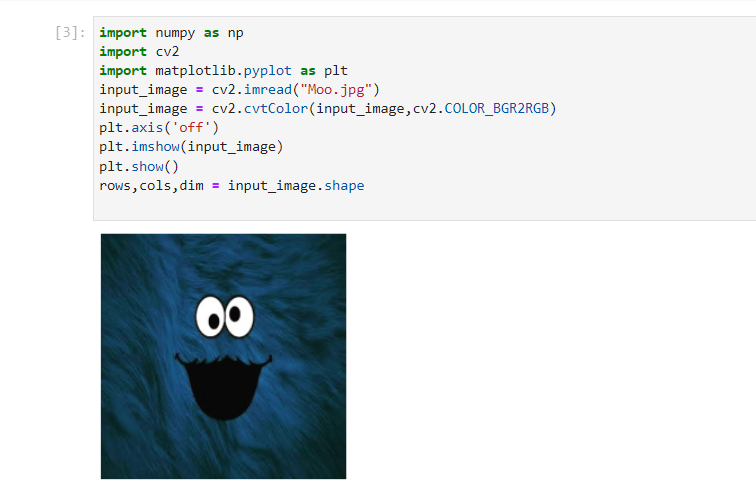 [3]:
import numpy as np
import cv2
import matplotlib.pyplot as plt
input_image = cv2.imread("Moo.jpg")
input_image = cv2.cvtColor(input_image,cv2.COLOR_BGR2RGB)
plt.axis('off')
plt.imshow(input_image)
plt.show()
rows,cols,dim = input_image.shape